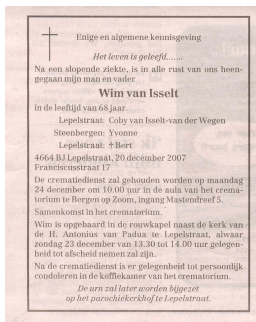 Enige en algemene kennisgeving
Het leven is geleefd.......
Na een slopende ziekte, is in alle rust van ons heen-
gegaan mijn man en vader
Wim van Isselt
in de leeftijd van 68 jaar.
Lepelstraat: Coby van Isselt-van der Wegen
Steenbergen: Yvonne
Lepelstraat: ✝Bert
4664 BJ Lepelstraat, 20 december 2007
Franciscusstraat 17
De crematiedienst zal gehouden worden op maandag
24 december om 10.00 uur in de aula van het crema-
torium te Bergen op Zoom, ingang Mastendreef 5.
Samenkomst in het crematorium.
Wim is opgebaard in de rouwkapel naast de kerk van
de H. Antonius van Padua te Lepelstraat, alwaar
zondag 23 december van 13.30 tot 14.00 uur gelegen-
heid tot afscheid nemen zal zijn.
Na de crematiedienst is er gelegenheid tot persoonlijk
condoleren in de koffiekamer van het crematorium.
De urn zal later worden bijgezet
op het parochiekerkhof te Lepelstraat.